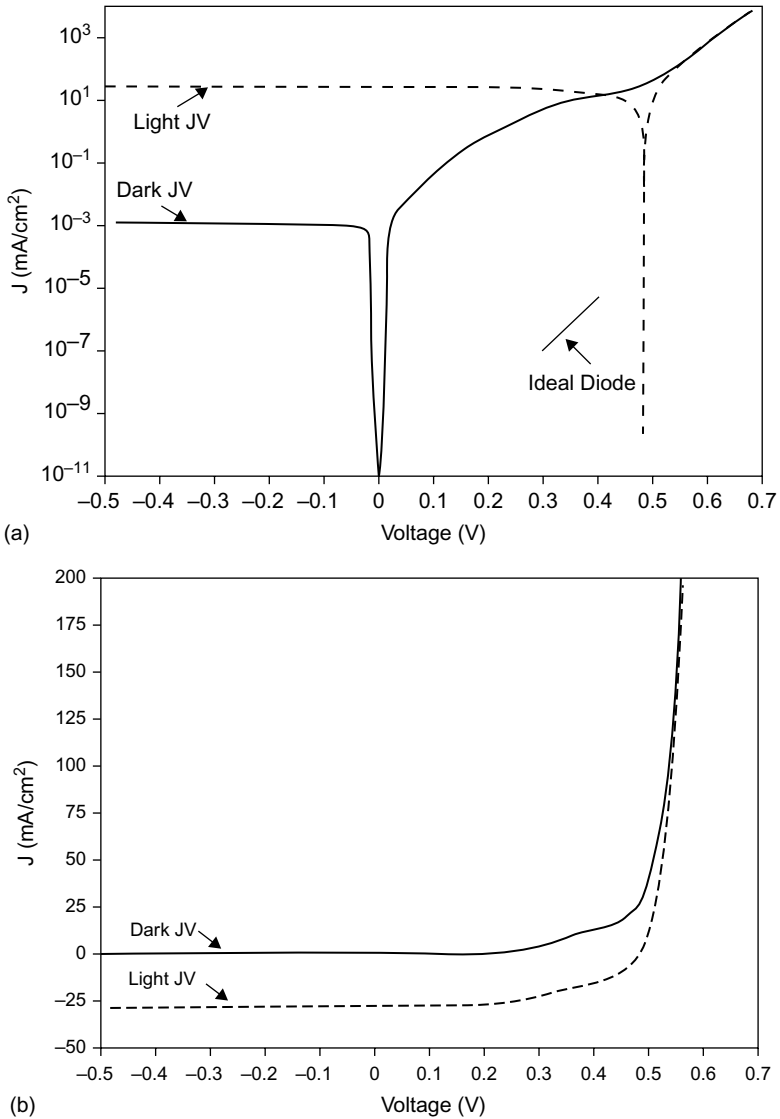 10³
10¹
10⁻¹
10⁻³
10⁻⁵
10⁻⁷
10⁻⁹
10⁻¹¹
J (mA/cm²)
Light JV
Dark JV
Ideal Diode
–0.5 –0.4 –0.3 –0.2 –0.1 0 0.1 0.2 0.3 0.4 0.5 0.6 0.7
Voltage (V)
(a)
200
175
150
125
100
75
50
25
0
–25
–50
J (mA/cm²)
Dark JV
Light JV
–0.5 –0.4 –0.3 –0.2 –0.1 0 0.1 0.2 0.3 0.4 0.5 0.6 0.7
Voltage (V)
(b)